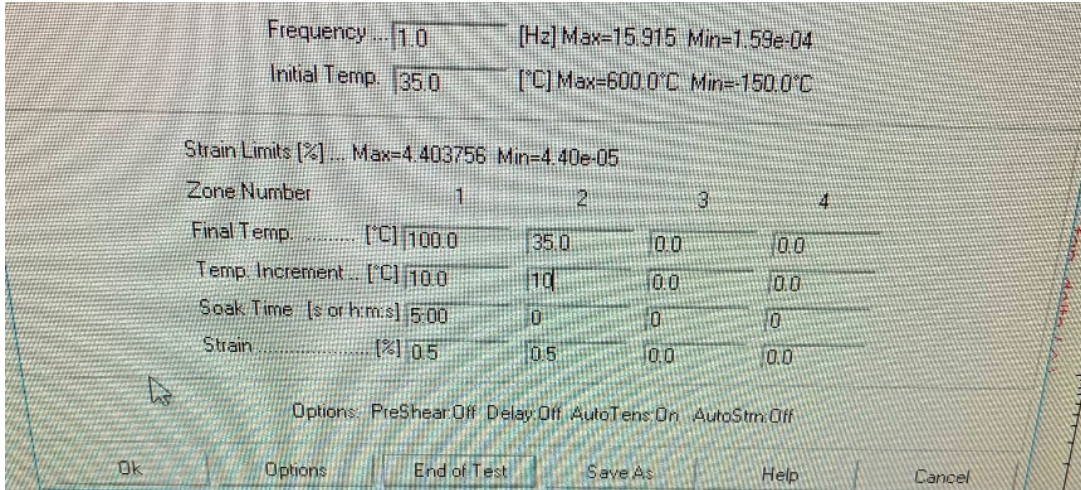 Frequency ... 1.0 [Hz] Max=15.915 Min=1.59e-04
Initial Temp. 35.0 [°C] Max=600.0°C Min=-150.0°C
Strain Limits [%] ... Max=4.403756 Min=4.40e-05
Zone Number 1 2 3 4
Final Temp. .......... [°C] 100.0 35.0 0.0 0.0
Temp. Increment... [°C] 10.0 10 0.0 0.0
Soak Time [s or h:m:s] 5:00 0 0 0
Strain ...................... [%] 0.5 0.5 0.0 0.0
Options: PreShear:Off Delay:Off AutoTens:On AutoStrn:Off
Ok Options End of Test Save As Help Cancel